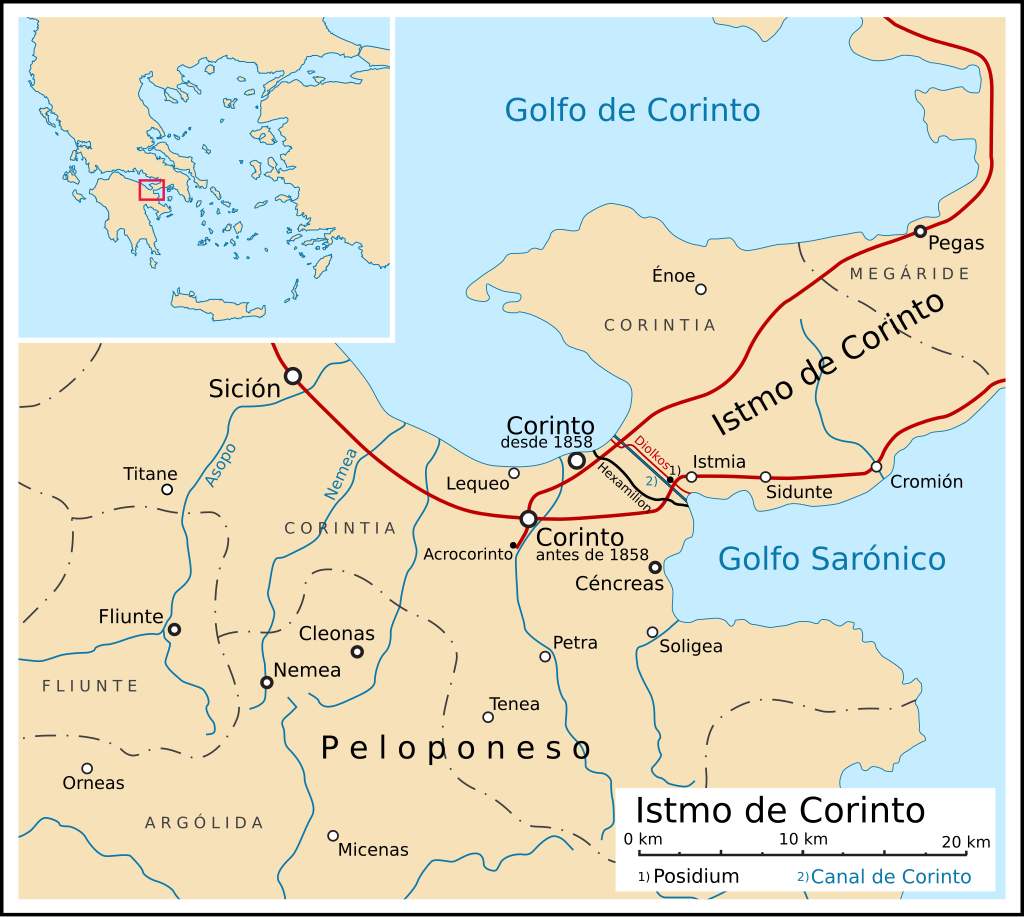 Golfo de Corinto
Pegas
MEGÁRIDE
Énoe
CORINTIA
Istmo de Corinto
Sición
Corinto
desde 1858
Diolkos
1)
Istmia
Asopo
Nemea
Titane
Lequeo
Hexamilion
2)
Sidunte
Cromión
CORINTIA
Corinto
antes de 1858
Acrocorinto
Golfo Sarónico
Céncreas
Fliunte
Cleonas
Petra
Soligea
Nemea
FLIUNTE
Tenea
Peloponeso
Orneas
ARGÓLIDA
Micenas
Istmo de Corinto
0 km 10 km 20 km
1) Posidium 2) Canal de Corinto